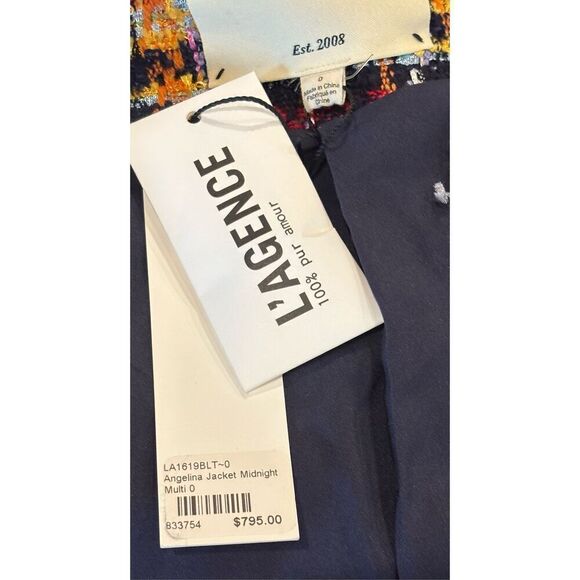 Est. 2008
0
Made in China
Fabriqué en
Chine
L'AGENCE
100% pur amour
LA1619BLT~0
Angelina Jacket Midnight
Multi 0
833754
$795.00